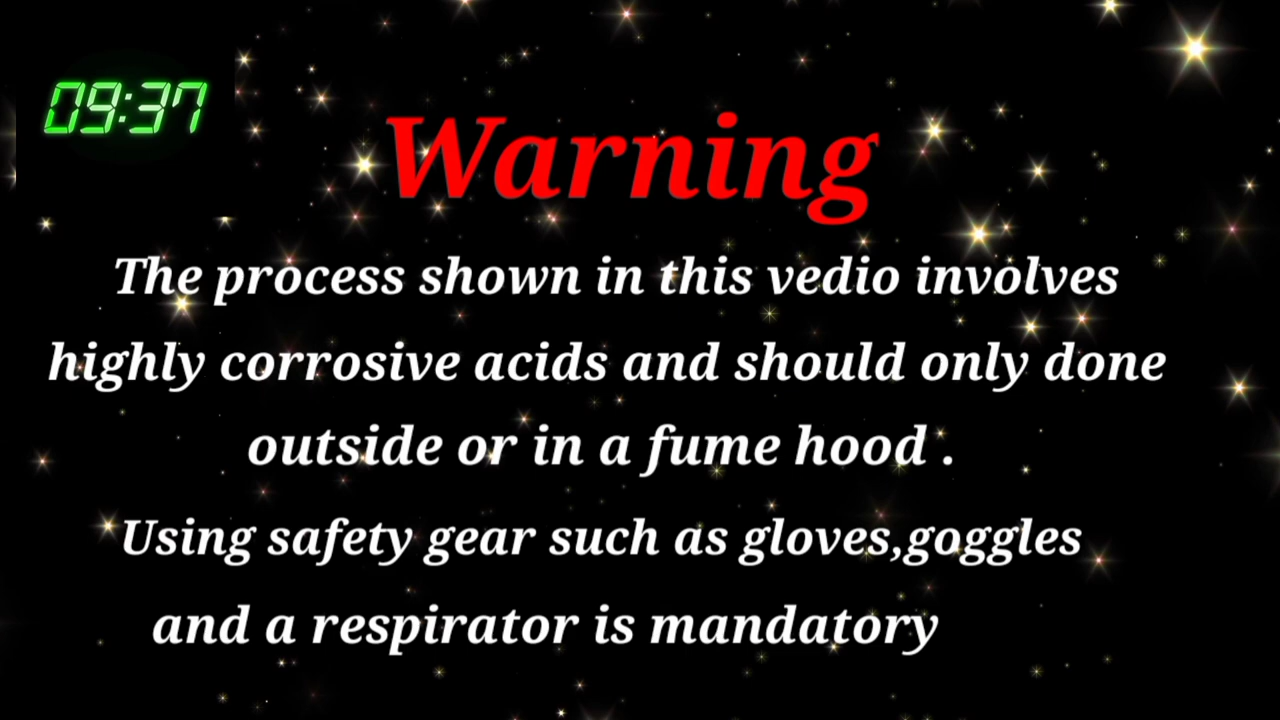 09:37
Warning
The process shown in this vedio involves
highly corrosive acids and should only done
outside or in a fume hood .
Using safety gear such as gloves,goggles
and a respirator is mandatory